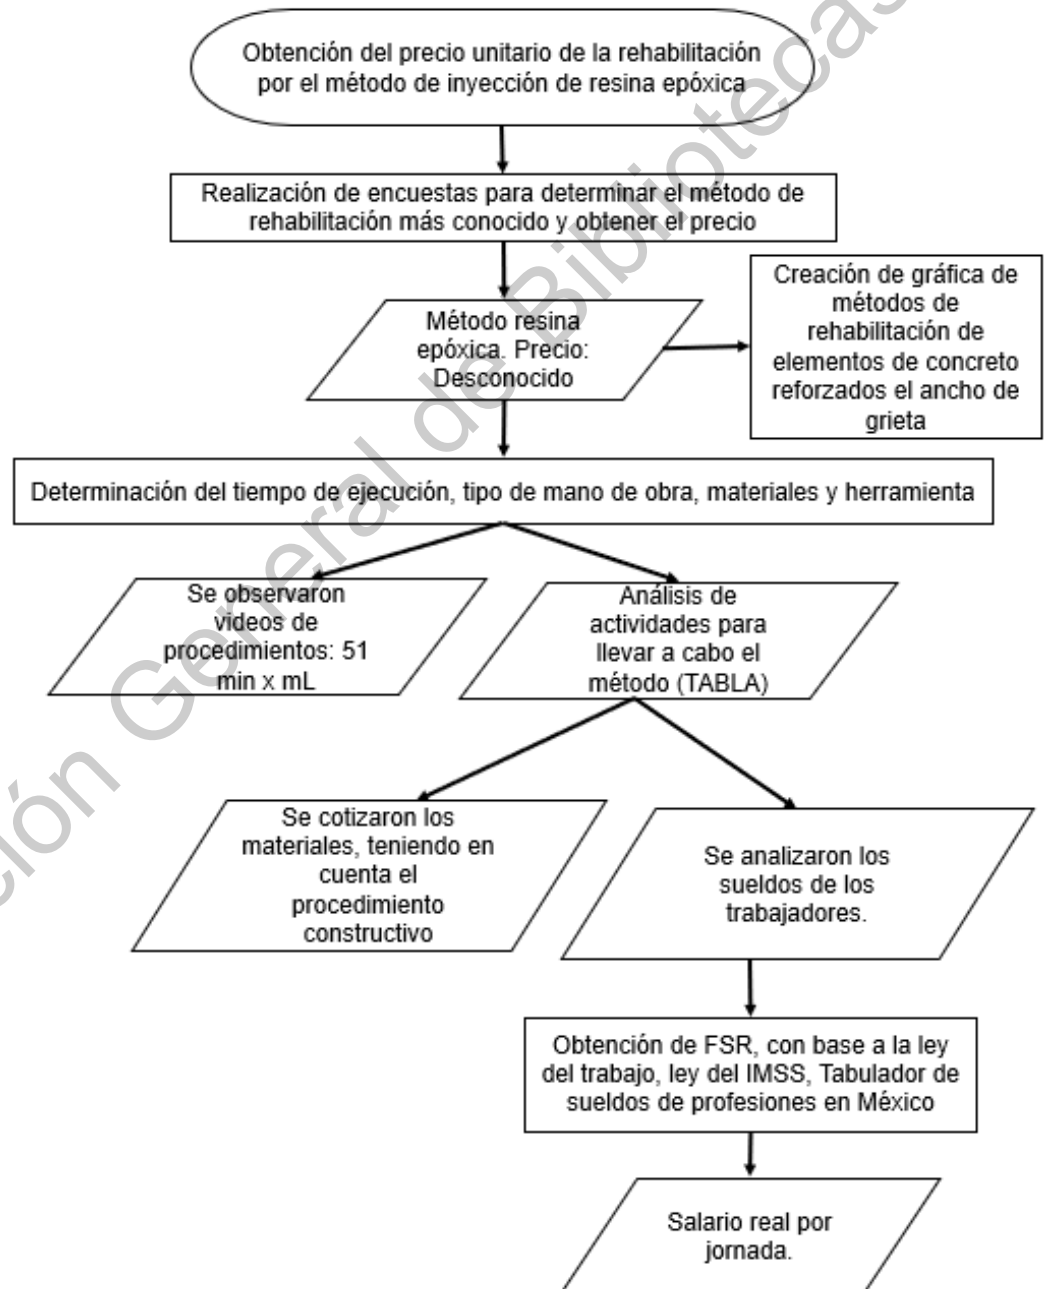 Obtención del precio unitario de la rehabilitación
por el método de inyección de resina epóxica
Realización de encuestas para determinar el método de
rehabilitación más conocido y obtener el precio
Método resina
epóxica. Precio:
Desconocido
Creación de gráfica de
métodos de
rehabilitación de
elementos de concreto
reforzados el ancho de
grieta
Determinación del tiempo de ejecución, tipo de mano de obra, materiales y herramienta
Se observaron
videos de
procedimientos: 51
min x mL
Análisis de
actividades para
llevar a cabo el
método (TABLA)
Se cotizaron los
materiales, teniendo en
cuenta el
procedimiento
constructivo
Se analizaron los
sueldos de los
trabajadores.
Obtención de FSR, con base a la ley
del trabajo, ley del IMSS, Tabulador de
sueldos de profesiones en México
Salario real por
jornada.
ción General de Bibliotecas